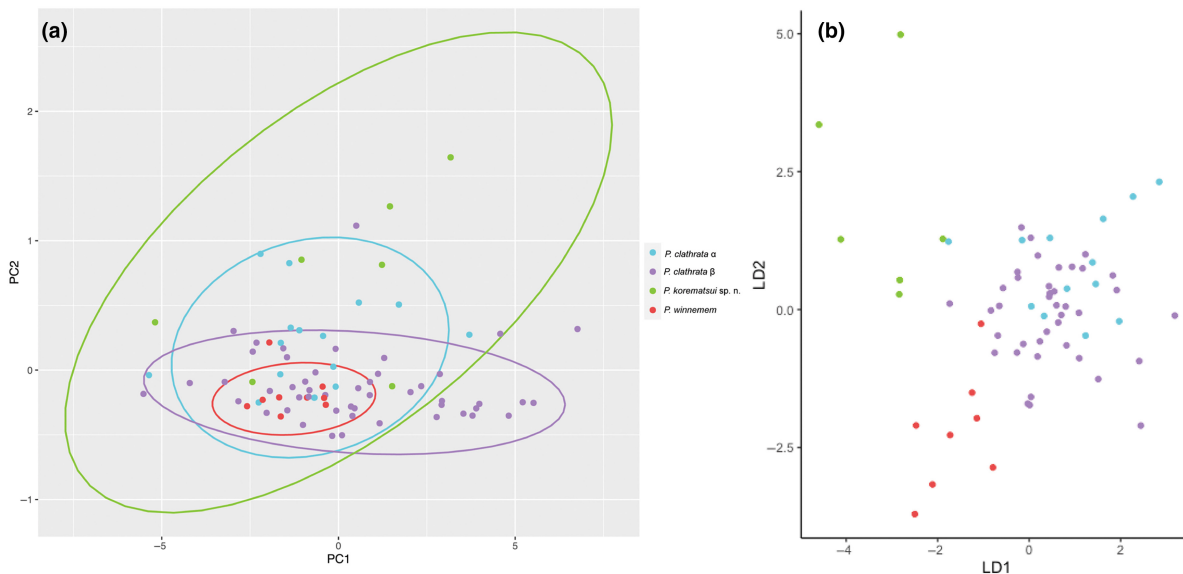 (a)
2
1
0
−1
PC2
−5
0
5
PC1
P. clathrata α
P. clathrata β
P. korematsui sp. n.
P. winnemem
(b)
5.0
2.5
0.0
−2.5
LD2
−4
−2
0
2
LD1